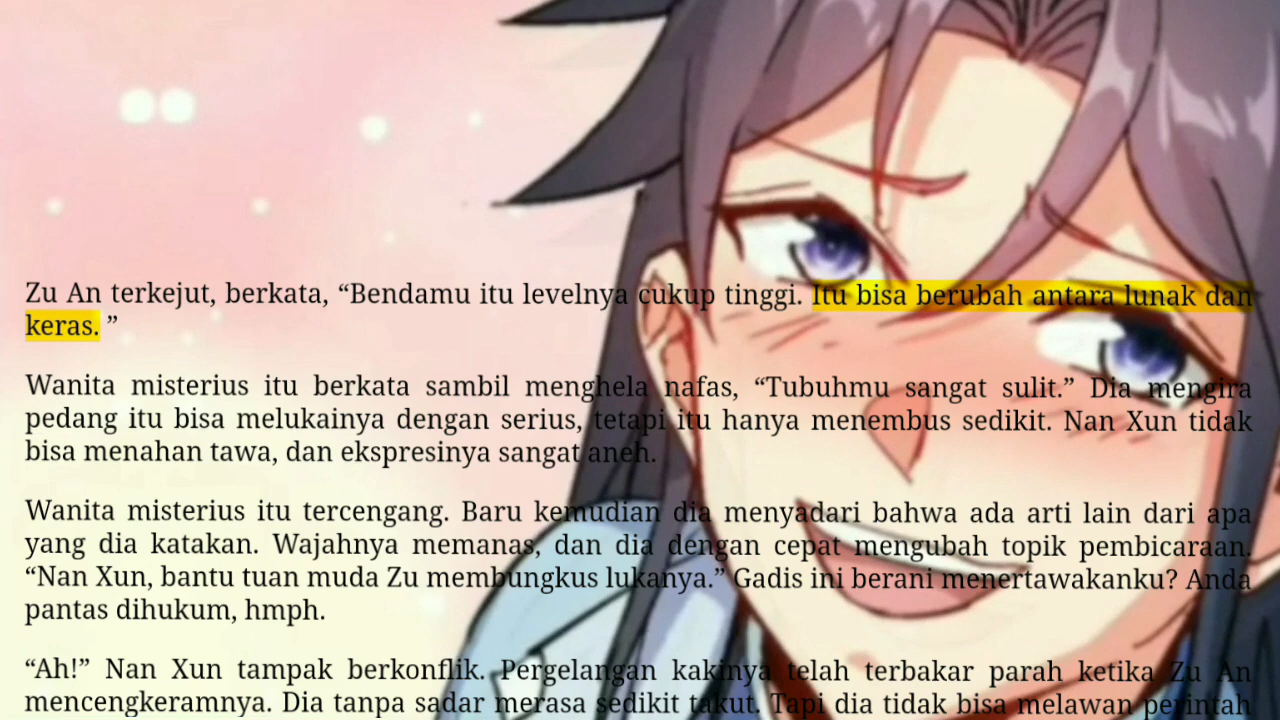 Zu An terkejut, berkata, “Bendamu itu levelnya cukup tinggi. Itu bisa berubah antara lunak dan
keras. ”
Wanita misterius itu berkata sambil menghela nafas, “Tubuhmu sangat sulit.” Dia mengira
pedang itu bisa melukainya dengan serius, tetapi itu hanya menembus sedikit. Nan Xun tidak
bisa menahan tawa, dan ekspresinya sangat aneh.
Wanita misterius itu tercengang. Baru kemudian dia menyadari bahwa ada arti lain dari apa
yang dia katakan. Wajahnya memanas, dan dia dengan cepat mengubah topik pembicaraan.
“Nan Xun, bantu tuan muda Zu membungkus lukanya.” Gadis ini berani menertawakanku? Anda
pantas dihukum, hmph.
“Ah!” Nan Xun tampak berkonflik. Pergelangan kakinya telah terbakar parah ketika Zu An
mencengkeramnya. Dia tanpa sadar merasa sedikit takut. Tapi dia tidak bisa melawan perintah